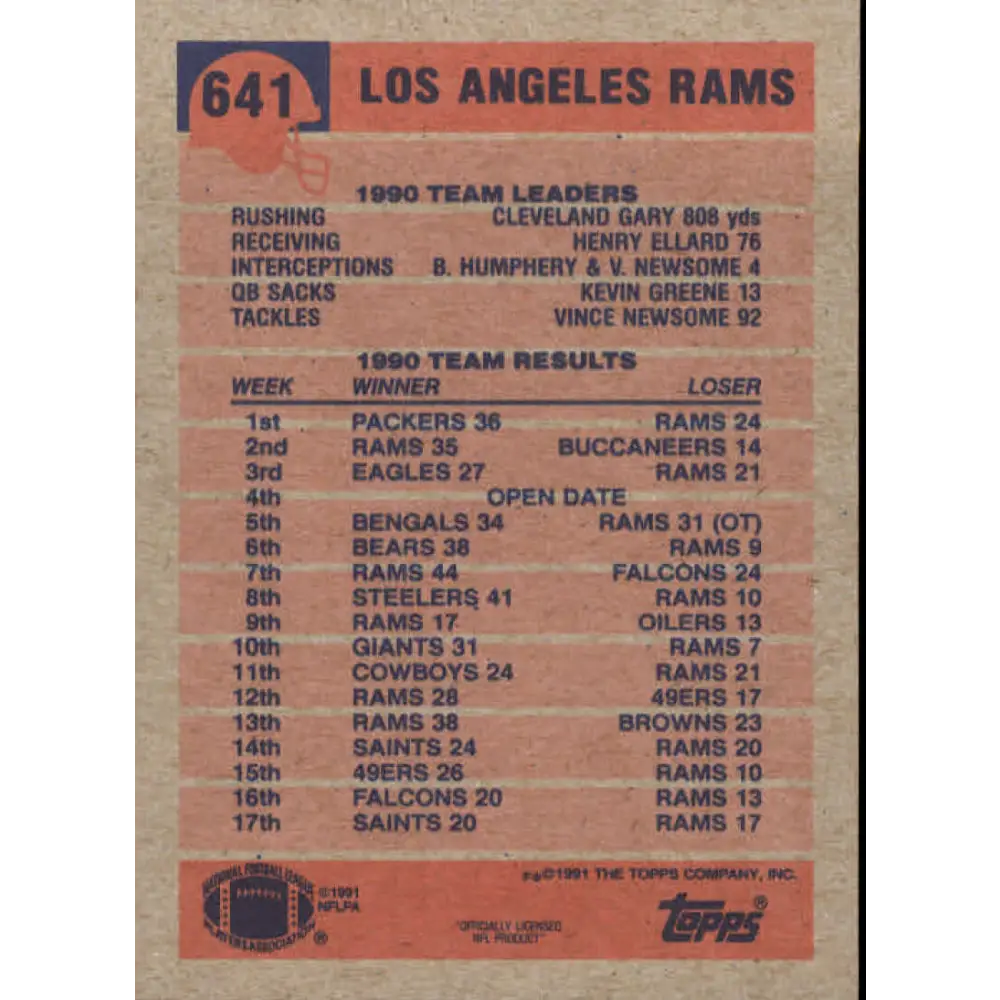 641 LOS ANGELES RAMS
1990 TEAM LEADERS
RUSHING CLEVELAND GARY 808 yds
RECEIVING HENRY ELLARD 76
INTERCEPTIONS B. HUMPHERY & V. NEWSOME 4
QB SACKS KEVIN GREENE 13
TACKLES VINCE NEWSOME 92
1990 TEAM RESULTS
WEEK WINNER LOSER
1st PACKERS 36 RAMS 24
2nd RAMS 35 BUCCANEERS 14
3rd EAGLES 27 RAMS 21
4th OPEN DATE
5th BENGALS 34 RAMS 31 (OT)
6th BEARS 38 RAMS 9
7th RAMS 44 FALCONS 24
8th STEELERS 41 RAMS 10
9th RAMS 17 OILERS 13
10th GIANTS 31 RAMS 7
11th COWBOYS 24 RAMS 21
12th RAMS 28 49ERS 17
13th RAMS 38 BROWNS 23
14th SAINTS 24 RAMS 20
15th 49ERS 26 RAMS 10
16th FALCONS 20 RAMS 13
17th SAINTS 20 RAMS 17
NATIONAL FOOTBALL LEAGUE
PLAYERS ASSOCIATION ®
©1991
NFLPA
©1991 THE TOPPS COMPANY, INC.
"OFFICIALLY LICENSED
NFL PRODUCT"
topps ®